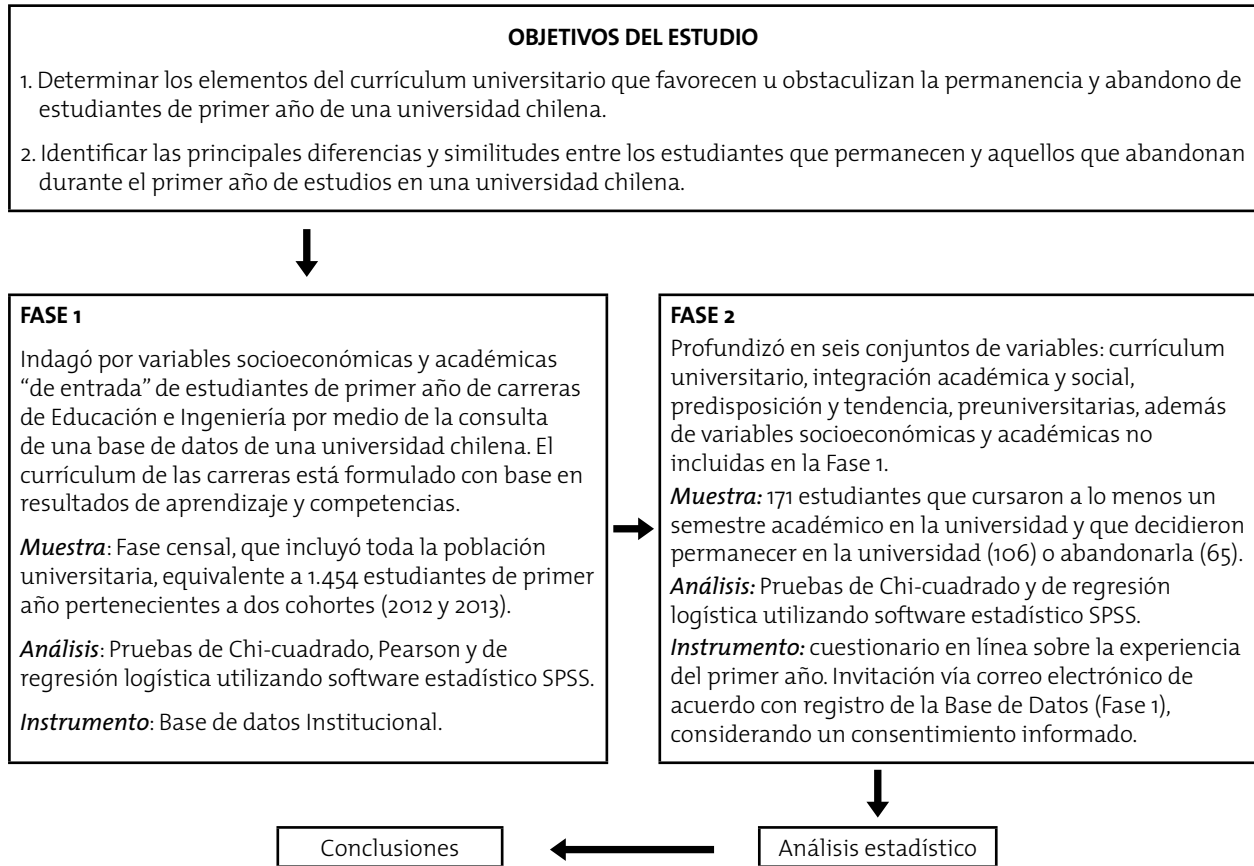 OBJETIVOS DEL ESTUDIO
1. Determinar los elementos del currículum universitario que favorecen u obstaculizan la permanencia y abandono de
estudiantes de primer año de una universidad chilena.
2. Identificar las principales diferencias y similitudes entre los estudiantes que permanecen y aquellos que abandonan
durante el primer año de estudios en una universidad chilena.
FASE 1
Indagó por variables socioeconómicas y académicas
“de entrada” de estudiantes de primer año de carreras
de Educación e Ingeniería por medio de la consulta
de una base de datos de una universidad chilena. El
currículum de las carreras está formulado con base en
resultados de aprendizaje y competencias.
Muestra: Fase censal, que incluyó toda la población
universitaria, equivalente a 1.454 estudiantes de primer
año pertenecientes a dos cohortes (2012 y 2013).
Análisis: Pruebas de Chi-cuadrado, Pearson y de
regresión logística utilizando software estadístico SPSS.
Instrumento: Base de datos Institucional.
FASE 2
Profundizó en seis conjuntos de variables: currículum
universitario, integración académica y social,
predisposición y tendencia, preuniversitarias, además
de variables socioeconómicas y académicas no
incluidas en la Fase 1.
Muestra: 171 estudiantes que cursaron a lo menos un
semestre académico en la universidad y que decidieron
permanecer en la universidad (106) o abandonarla (65).
Análisis: Pruebas de Chi-cuadrado y de regresión
logística utilizando software estadístico SPSS.
Instrumento: cuestionario en línea sobre la experiencia
del primer año. Invitación vía correo electrónico de
acuerdo con registro de la Base de Datos (Fase 1),
considerando un consentimiento informado.
Conclusiones
Análisis estadístico